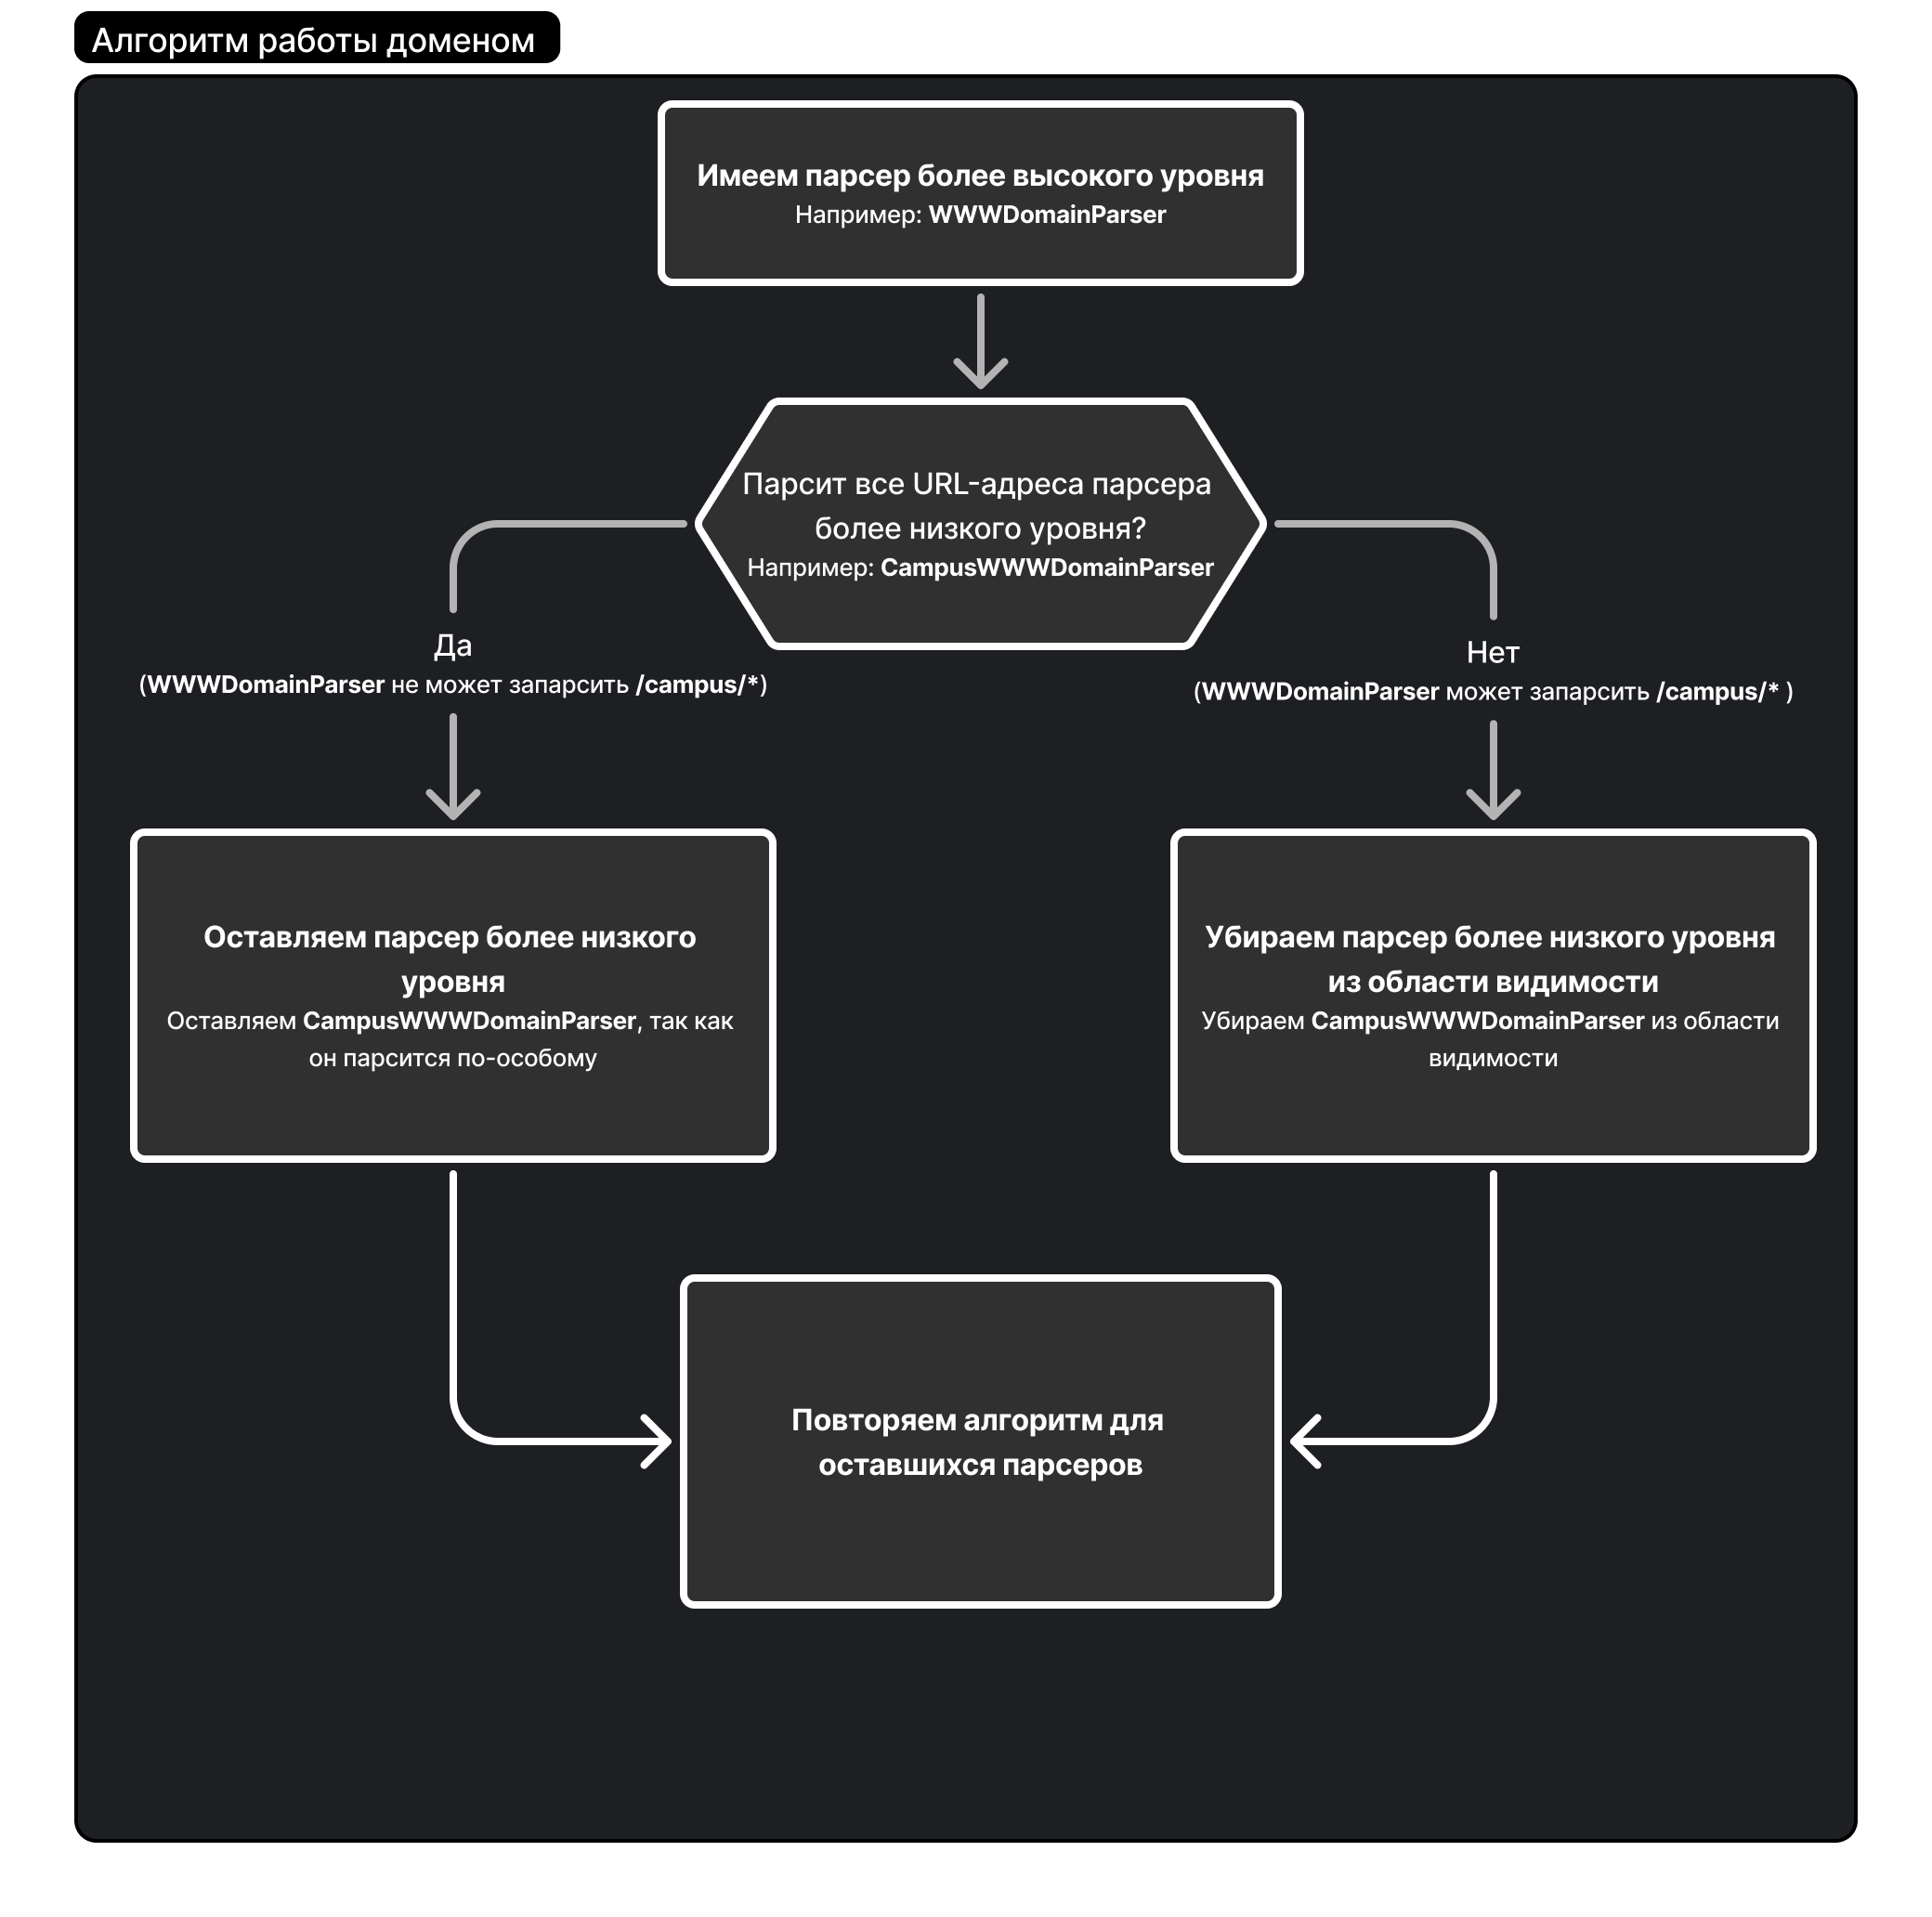 Алгоритм работы доменом
Имеем парсер более высокого уровня
Например: WWWDomainParser
Парсит все URL-адреса парсера
более низкого уровня?
Например: CampusWWWDomainParser
Да
(WWWDomainParser не может запарсить /campus/*)
Нет
(WWWDomainParser может запарсить /campus/* )
Оставляем парсер более низкого
уровня
Оставляем CampusWWWDomainParser, так как
он парсится по-особому
Убираем парсер более низкого уровня
из области видимости
Убираем CampusWWWDomainParser из области
видимости
Повторяем алгоритм для
оставшихся парсеров